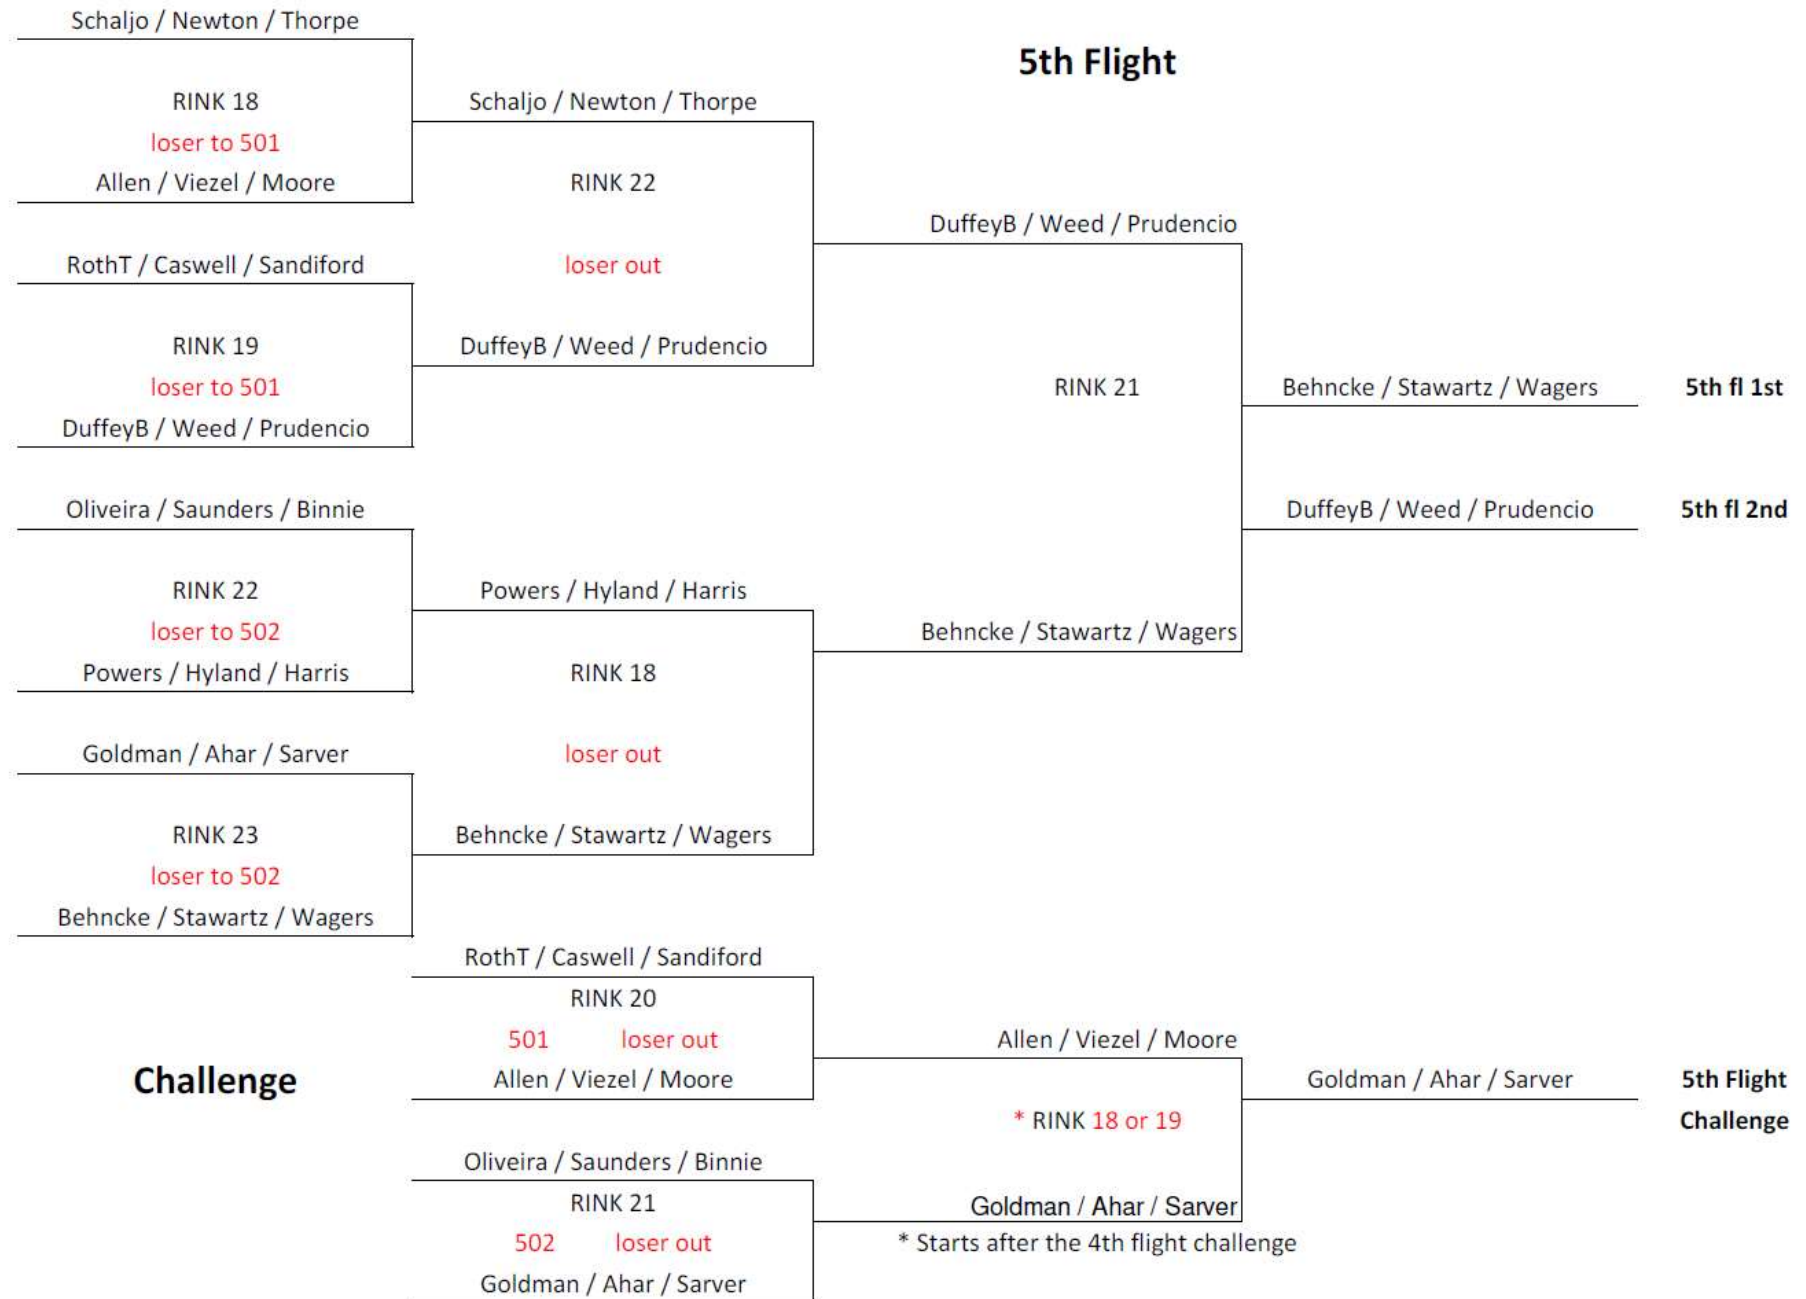 Schaljo / Newton / Thorpe
5th Flight
RINK 18
Schaljo / Newton / Thorpe
loser to 501
Allen / Viezel / Moore
RINK 22
DuffeyB / Weed / Prudencio
RothT / Caswell / Sandiford
loser out
RINK 19
DuffeyB / Weed / Prudencio
loser to 501
RINK 21
Behncke / Stawartz / Wagers
5th fl 1st
DuffeyB / Weed / Prudencio
Oliveira / Saunders / Binnie
DuffeyB / Weed / Prudencio
5th fl 2nd
RINK 22
Powers / Hyland / Harris
loser to 502
Behncke / Stawartz / Wagers
Powers / Hyland / Harris
RINK 18
Goldman / Ahar / Sarver
loser out
RINK 23
Behncke / Stawartz / Wagers
loser to 502
Behncke / Stawartz / Wagers
RothT / Caswell / Sandiford
RINK 20
501 loser out
Allen / Viezel / Moore
Challenge
Allen / Viezel / Moore
Goldman / Ahar / Sarver
5th Flight
* RINK 18 or 19
Challenge
Oliveira / Saunders / Binnie
RINK 21
Goldman / Ahar / Sarver
502 loser out
* Starts after the 4th flight challenge
Goldman / Ahar / Sarver